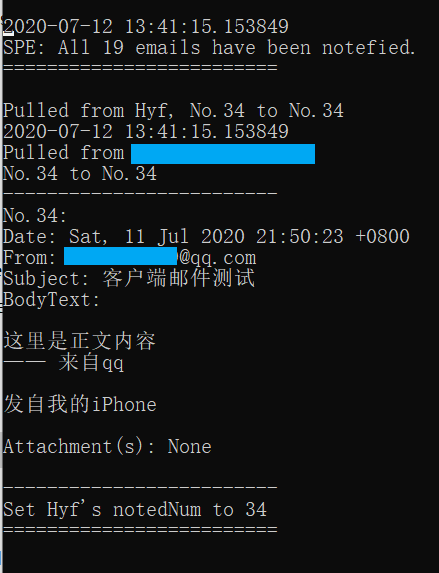 2020-07-12 13:41:15.153849
SPE: All 19 emails have been notefied.
==========================
Pulled from Hyf, No.34 to No.34
2020-07-12 13:41:15.153849
Pulled from
No.34 to No.34
--------------------------
No.34:
Date: Sat, 11 Jul 2020 21:50:23 +0800
From: @qq.com
Subject: 客户端邮件测试
BodyText:
这里是正文内容
—— 来自qq
发自我的iPhone
Attachment(s): None
--------------------------
Set Hyf's notedNum to 34
==========================